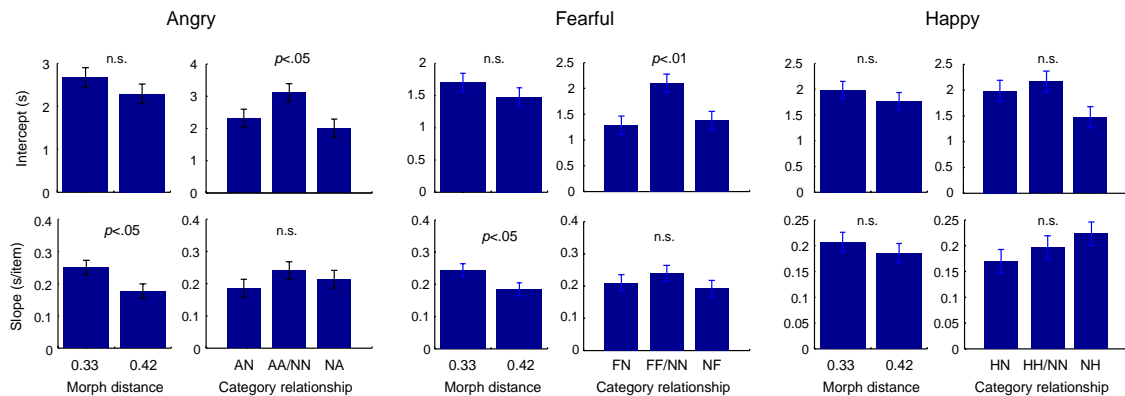 Angry
Fearful
Happy
Intercept (s)
3
2
1
0
n.s.
4
3
2
1
0
p<.05
2
1.5
1
0.5
0
n.s.
2.5
2
1.5
1
0.5
0
p<.01
2.5
2
1.5
1
0.5
0
n.s.
2.5
2
1.5
1
0.5
0
n.s.
Slope (s/item)
0.4
0.3
0.2
0.1
0
p<.05
0.33 0.42
Morph distance
0.4
0.3
0.2
0.1
0
n.s.
AN AA/NN NA
Category relationship
0.4
0.3
0.2
0.1
0
p<.05
0.33 0.42
Morph distance
0.4
0.3
0.2
0.1
0
n.s.
FN FF/NN NF
Category relationship
0.25
0.2
0.15
0.1
0.05
0
n.s.
0.33 0.42
Morph distance
0.25
0.2
0.15
0.1
0.05
0
n.s.
HN HH/NN NH
Category relationship